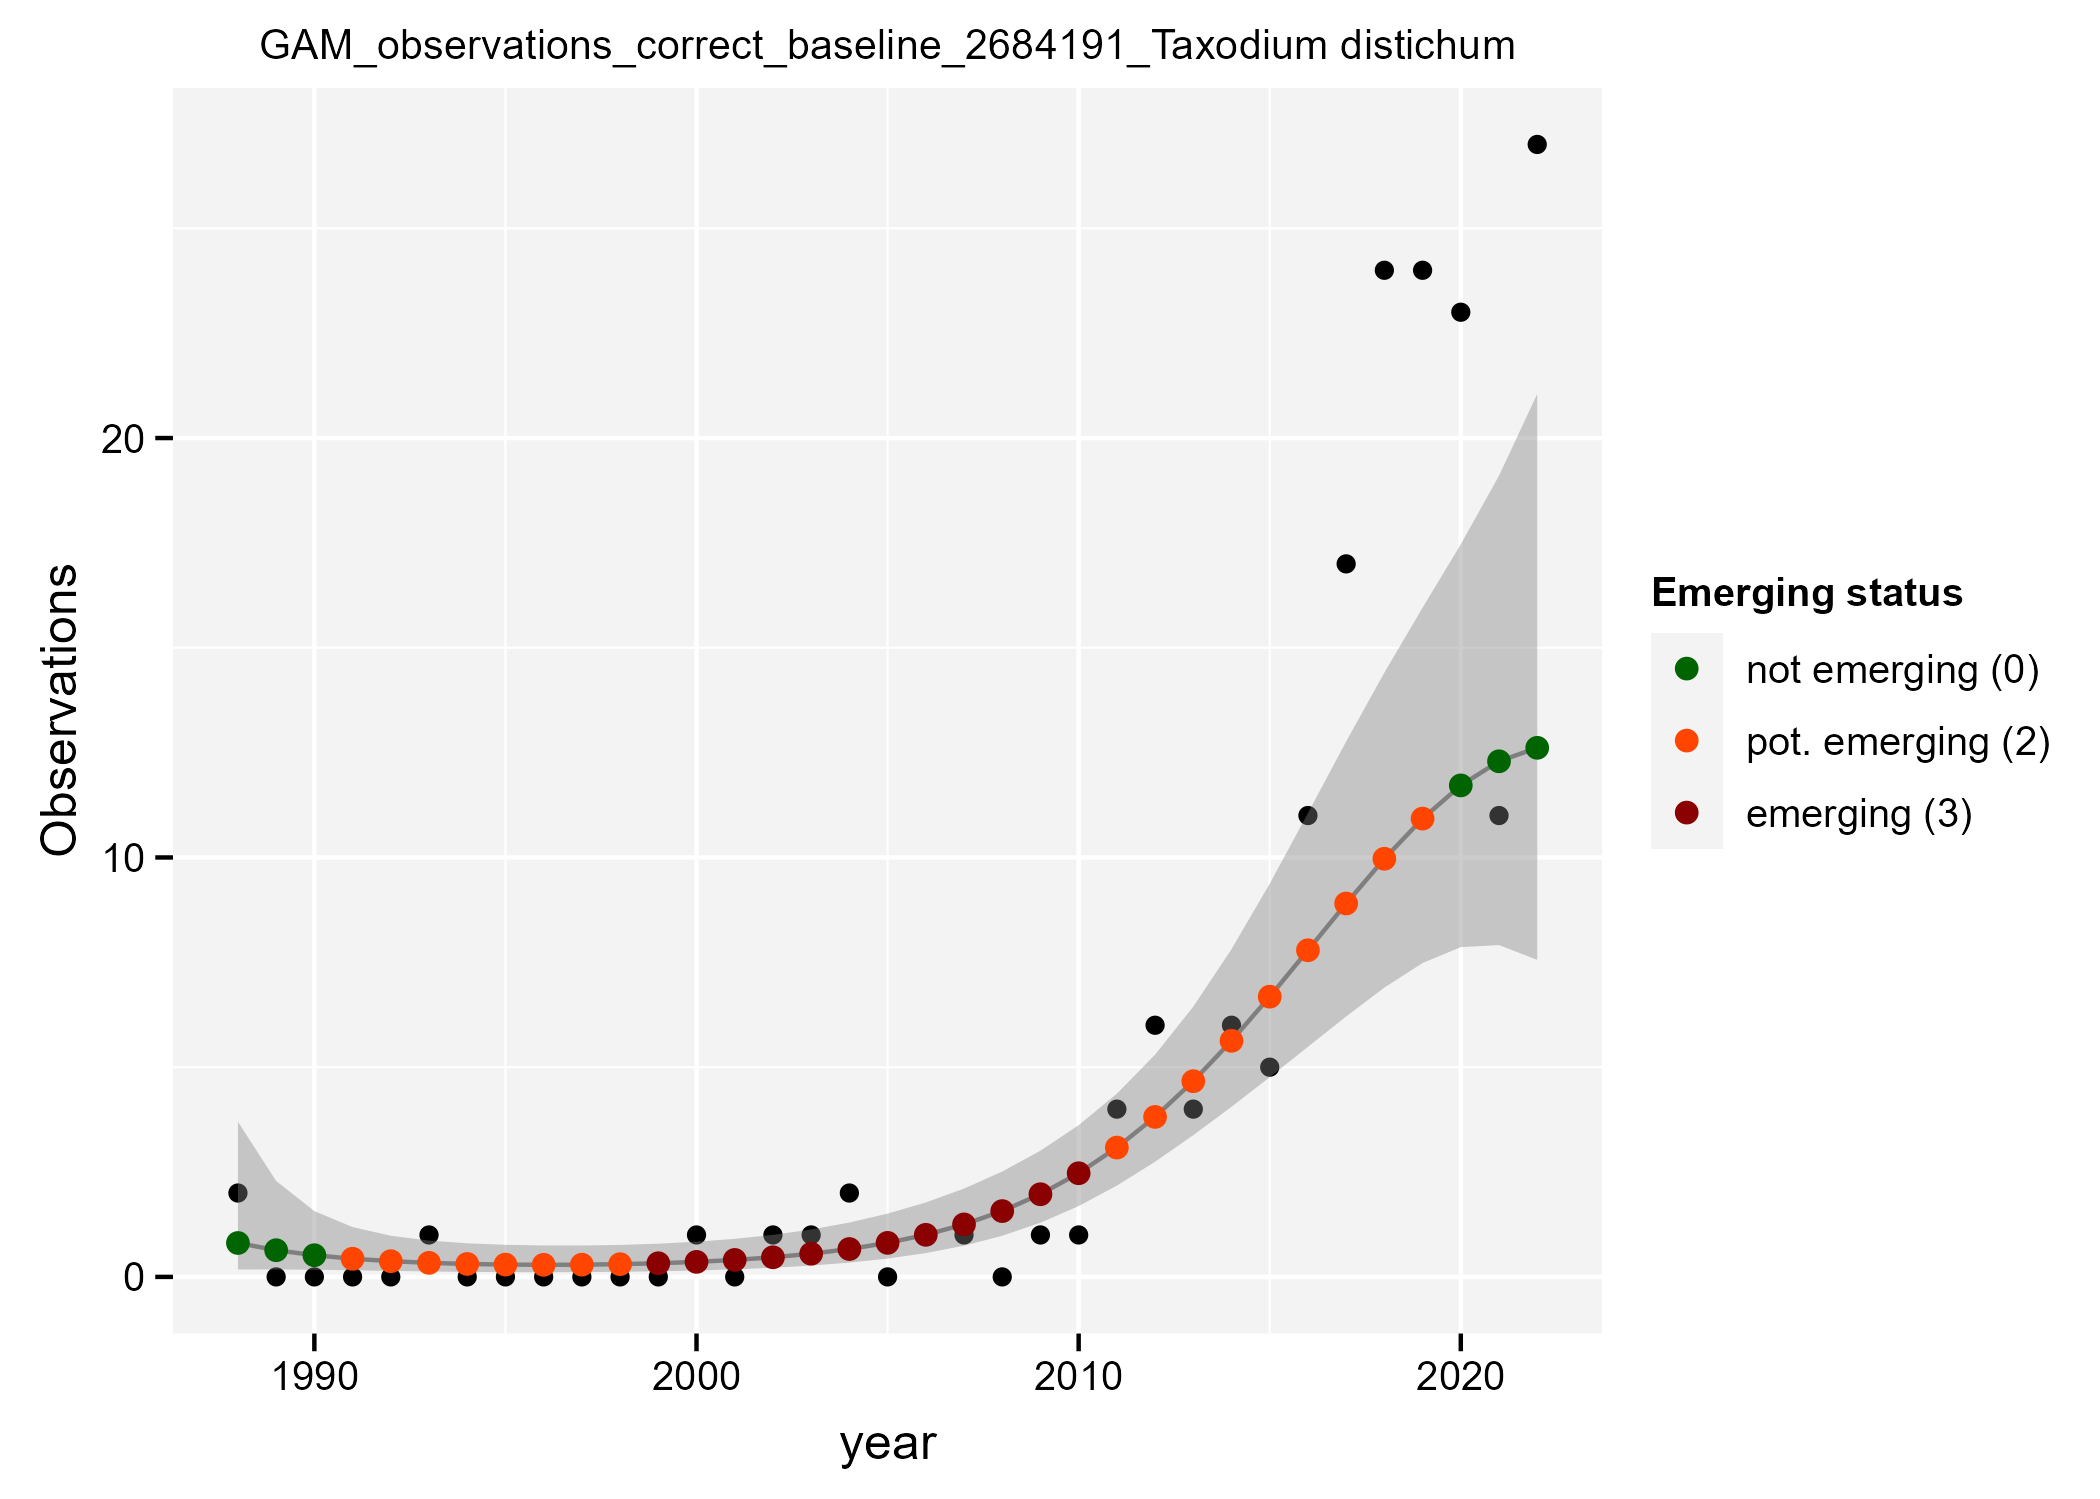 GAM_observations_correct_baseline_2684191_Taxodium distichum
Observations
20
10
0
1990
2000
2010
2020
year
Emerging status
not emerging (0)
pot. emerging (2)
emerging (3)